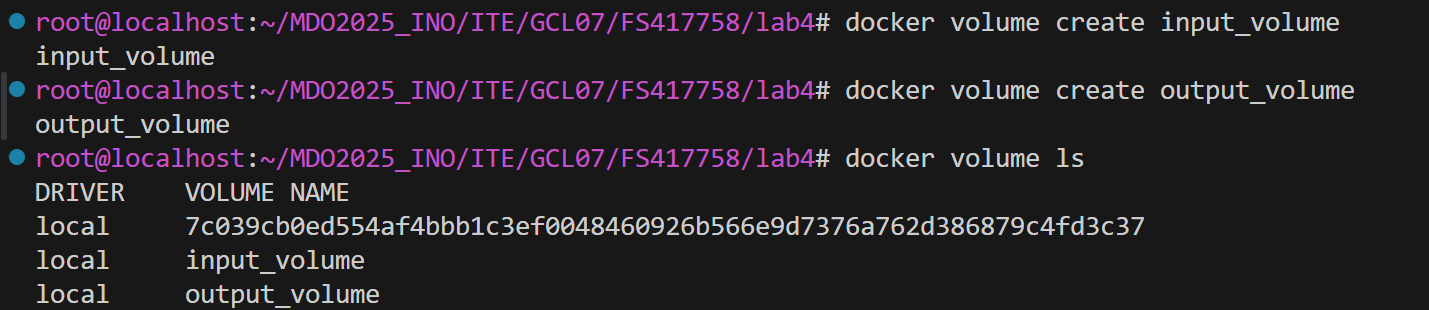 root@localhost:~/MDO2025_INO/ITE/GCL07/FS417758/lab4# docker volume create input_volume
input_volume
root@localhost:~/MDO2025_INO/ITE/GCL07/FS417758/lab4# docker volume create output_volume
output_volume
root@localhost:~/MDO2025_INO/ITE/GCL07/FS417758/lab4# docker volume ls
DRIVER    VOLUME NAME
local     7c039cb0ed554af4bbb1c3ef0048460926b566e9d7376a762d386879c4fd3c37
local     input_volume
local     output_volume